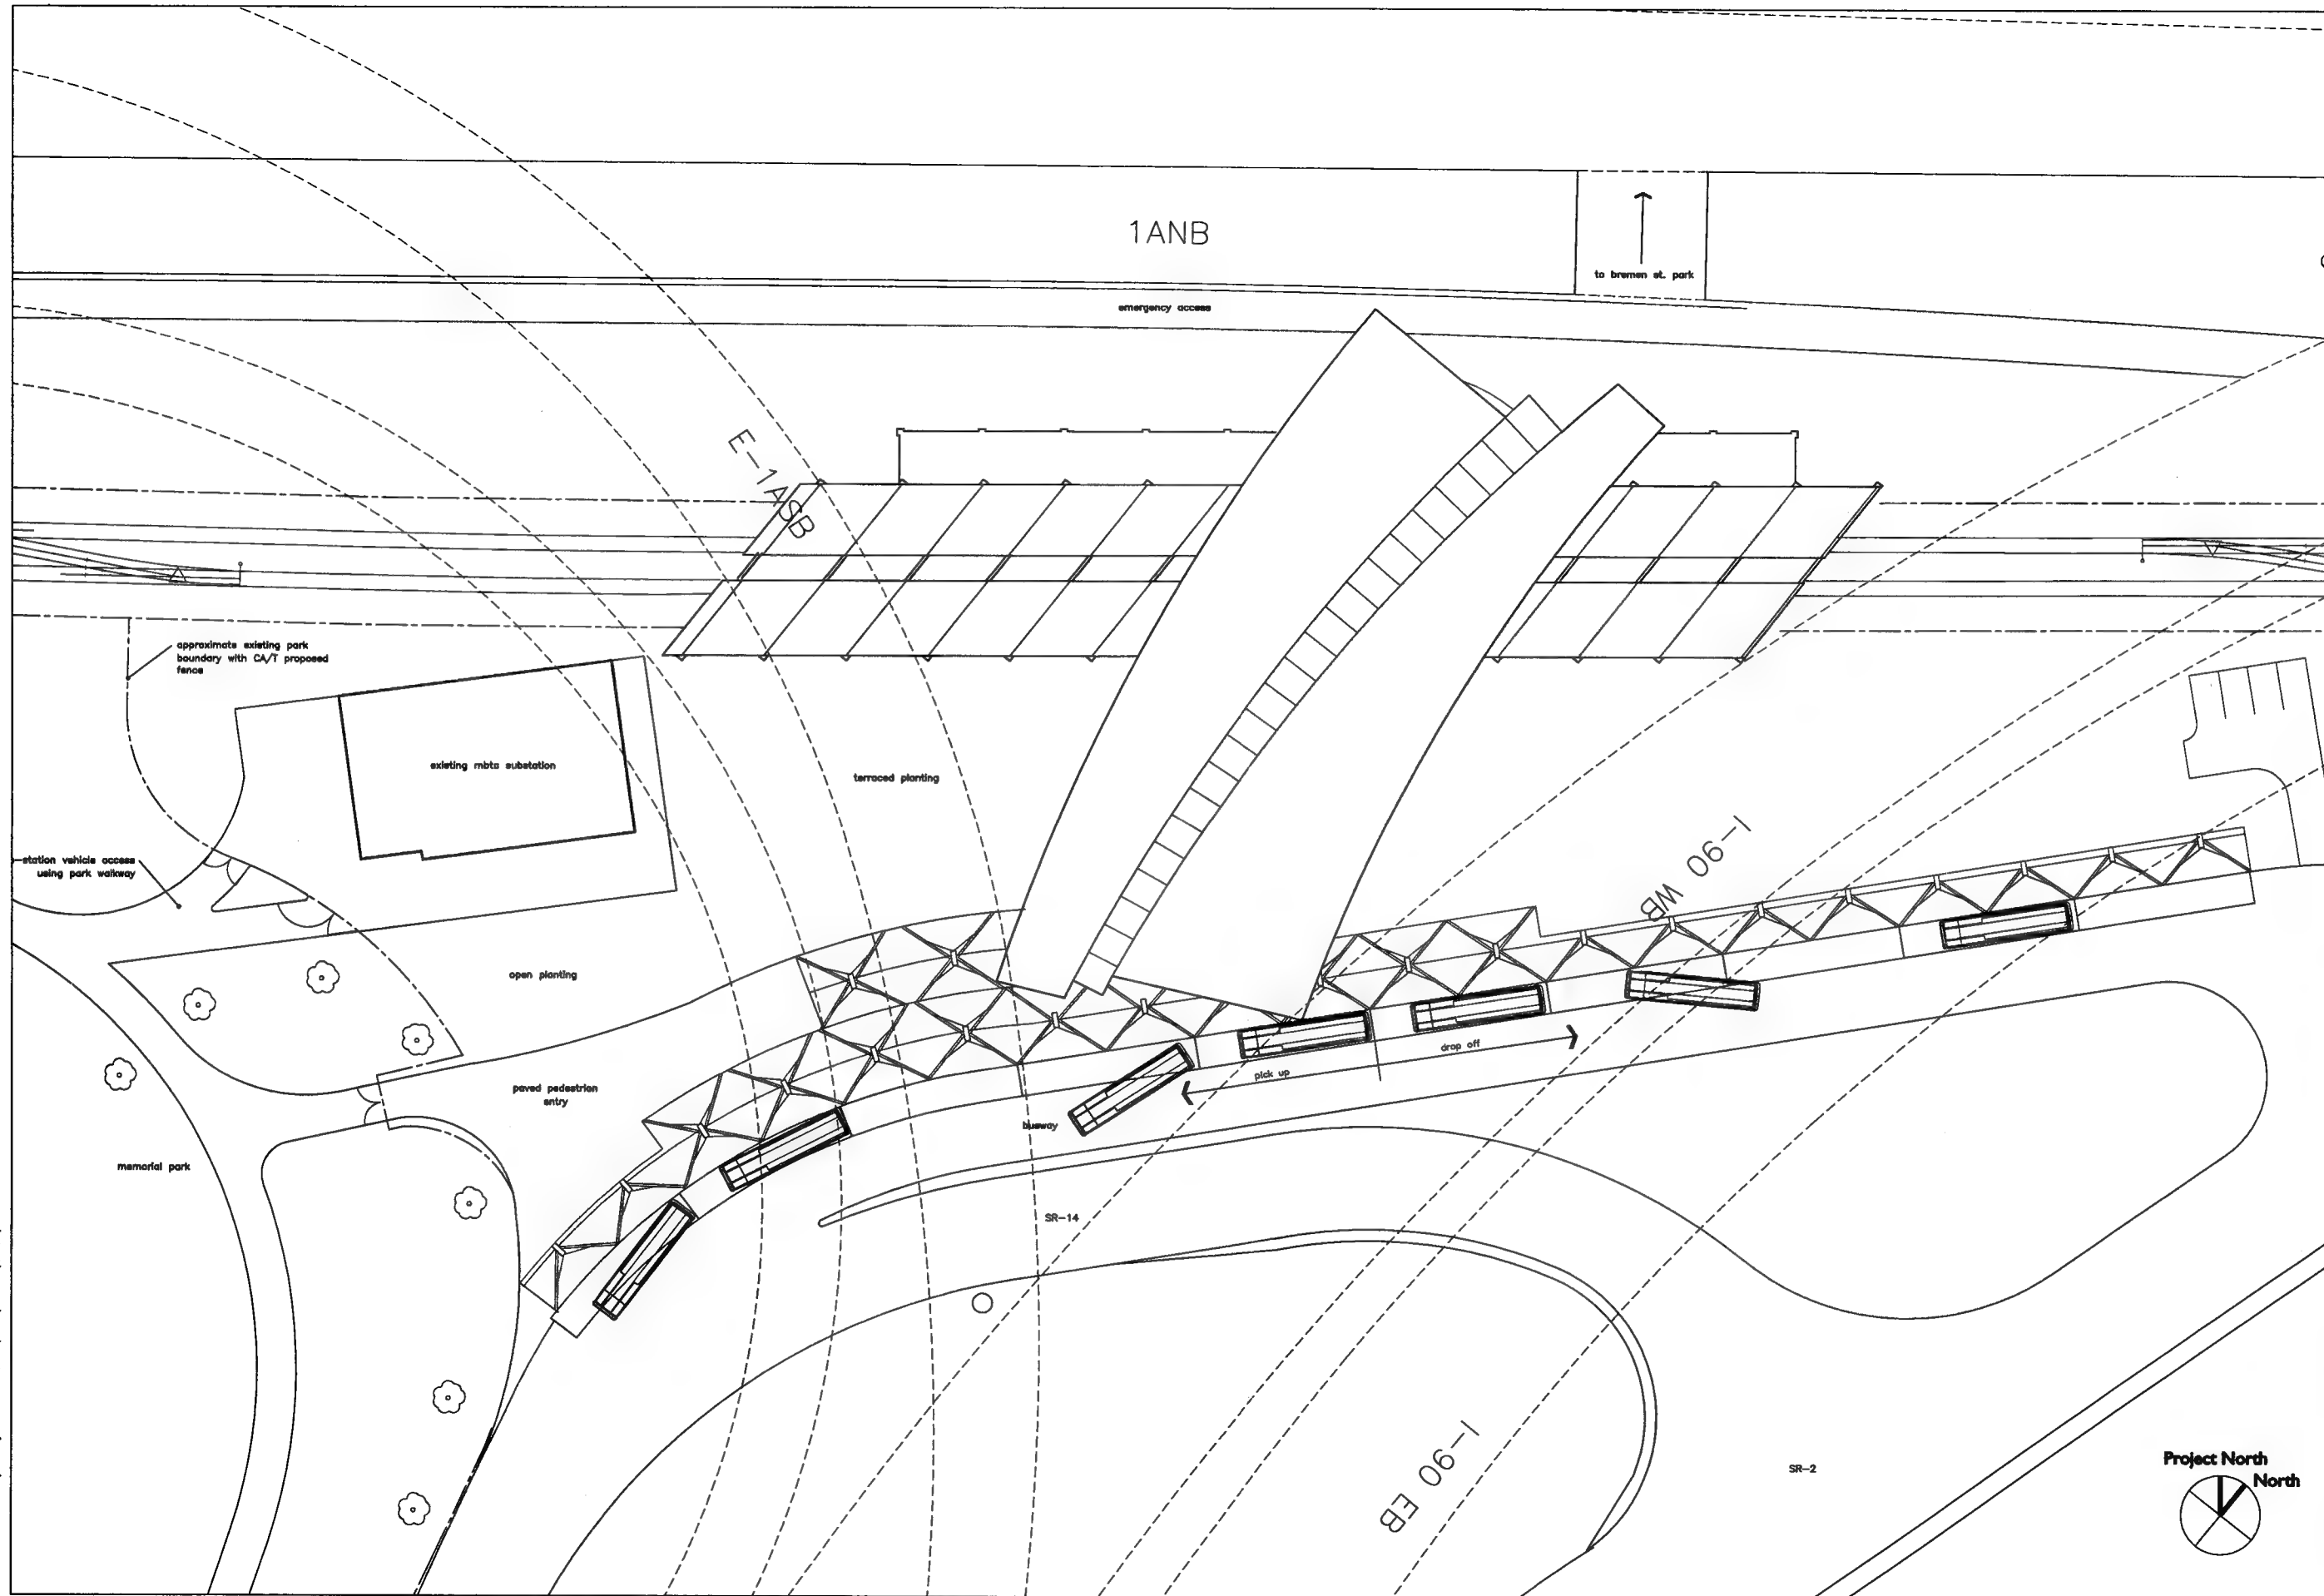 1ANB
to bremen st. park
emergency access
E-1ASB
approximate existing park
boundary with CA/T proposed
fence
existing mbta substation
terraced planting
I-90 WB
-station vehicle access
using park walkway
open planting
drop off
pick up
paved pedestrian
entry
busway
memorial park
SR-14
I-90 EB
SR-2
Project North
North